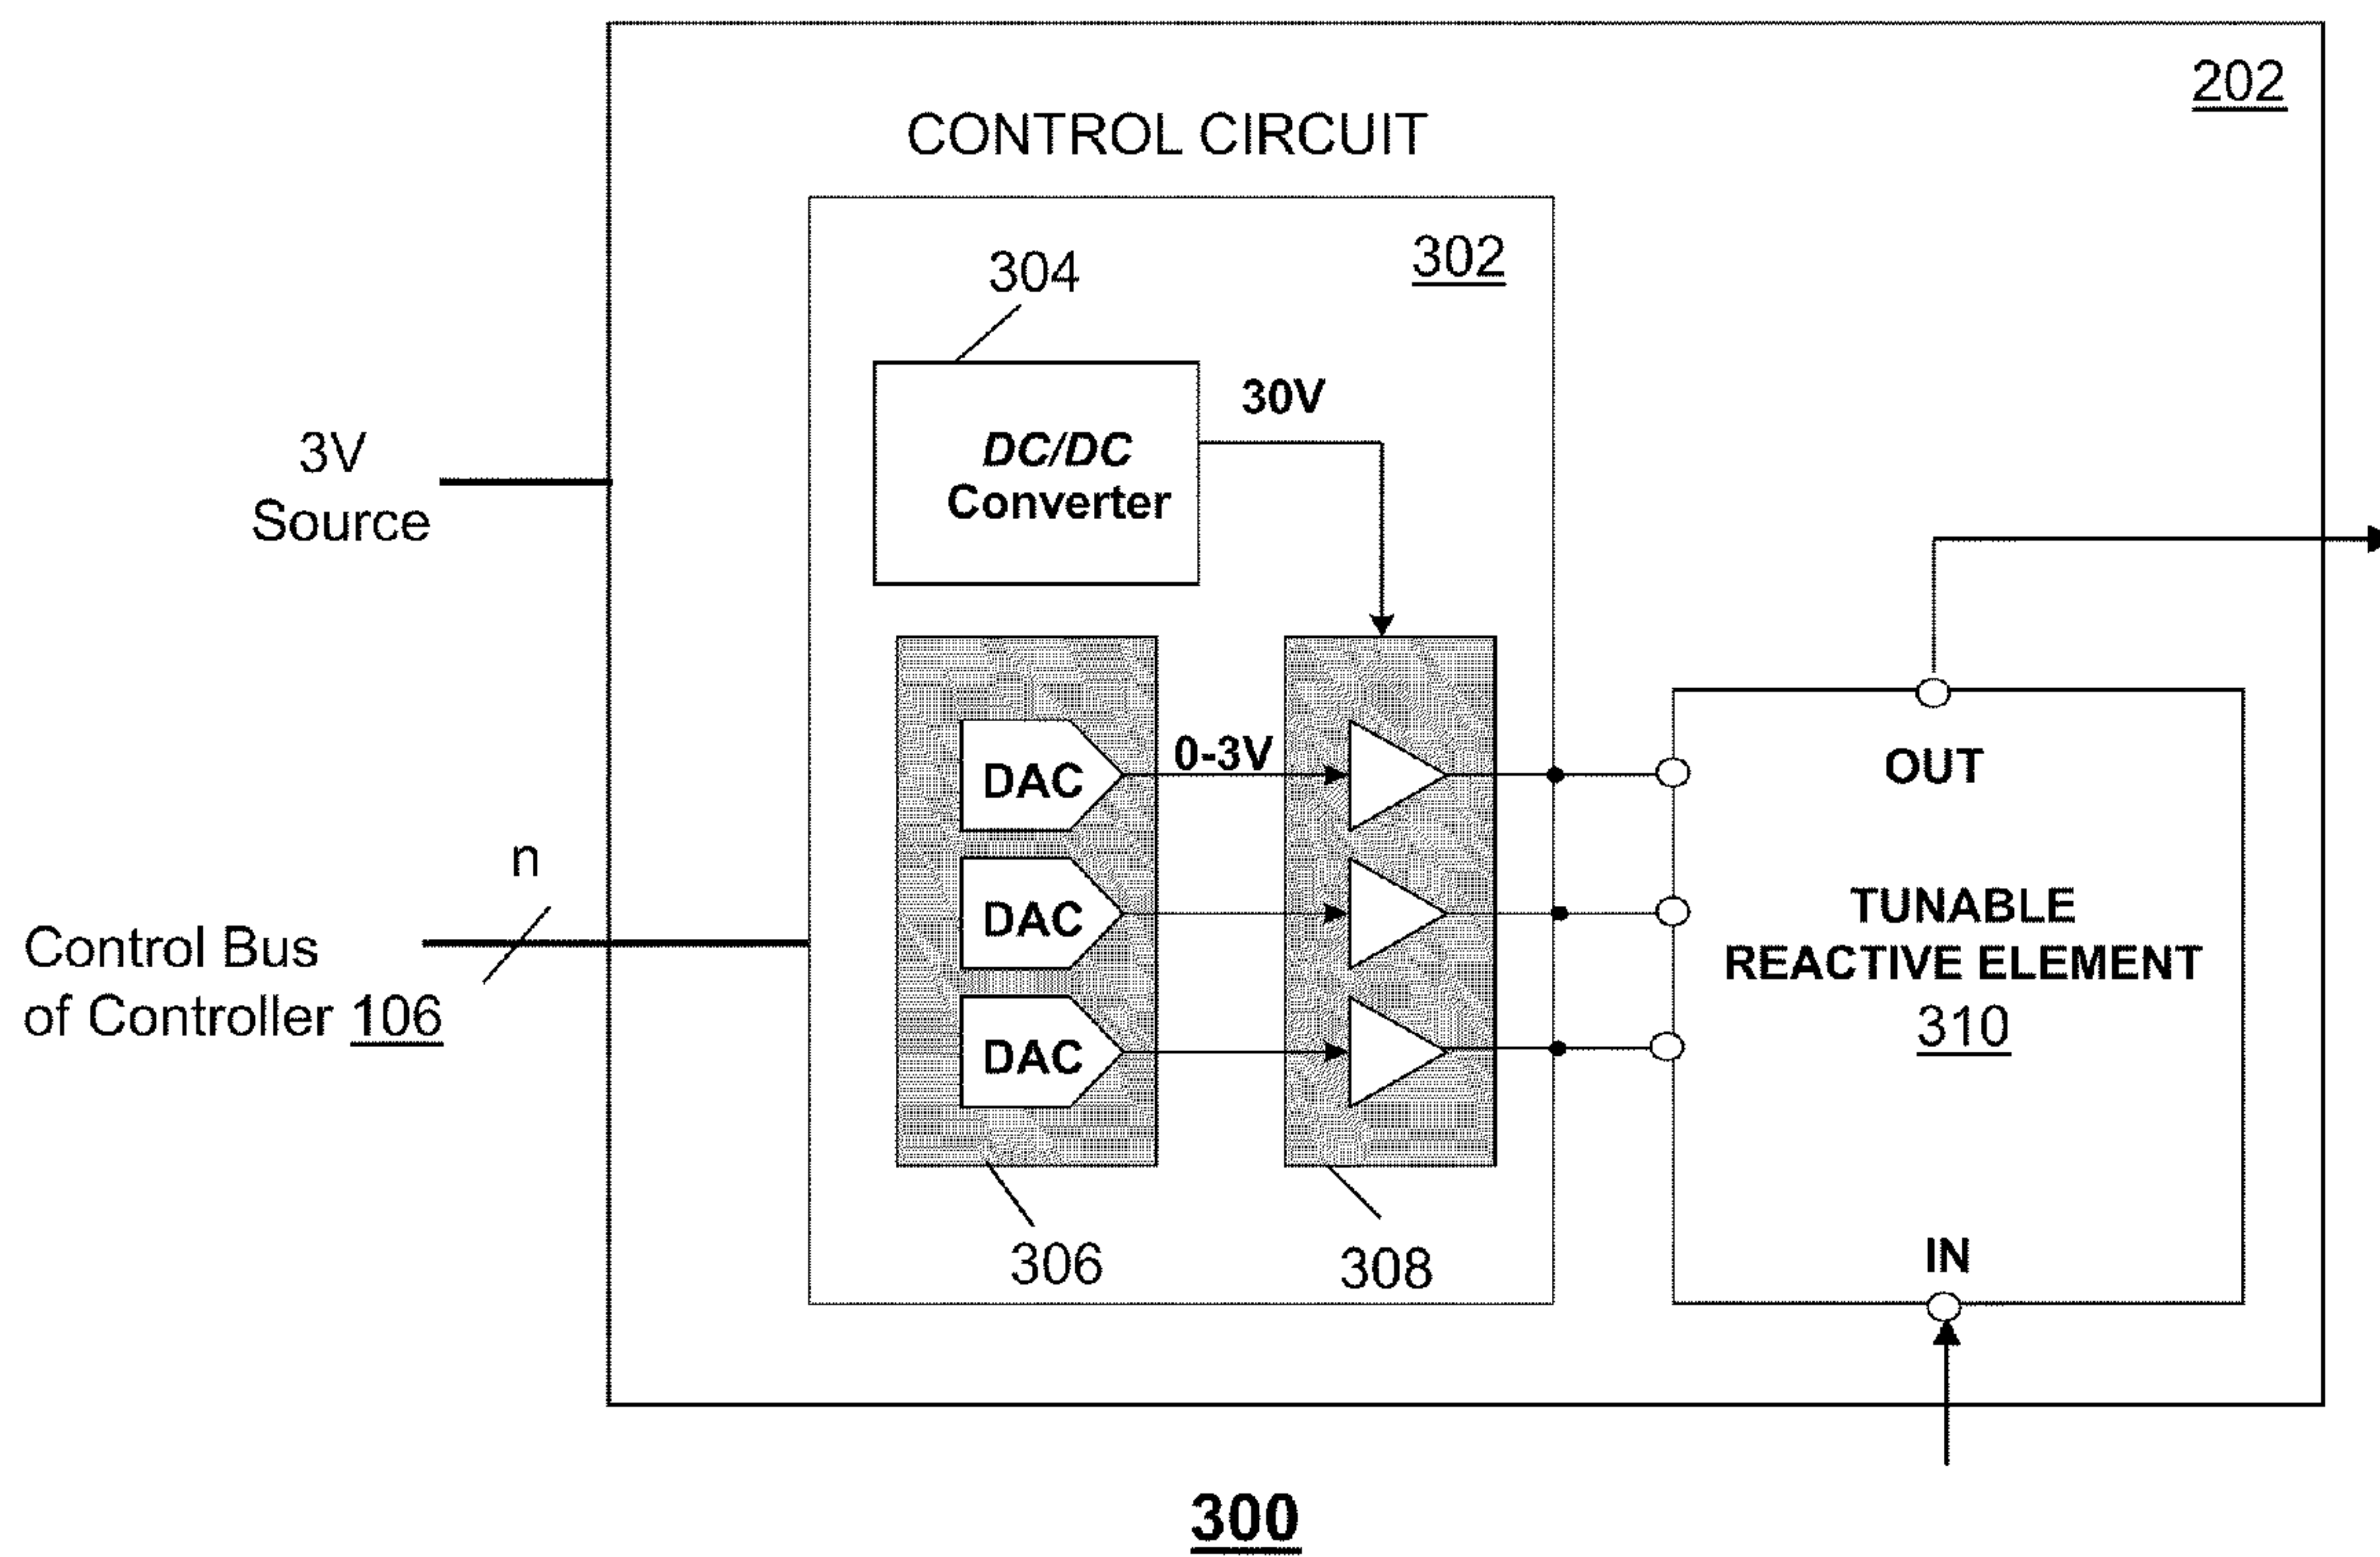 202
CONTROL CIRCUIT
302
304
30V
DC/DC
Converter
3V
Source
0-3V
DAC
DAC
DAC
OUT
TUNABLE
REACTIVE ELEMENT
310
IN
n
Control Bus
of Controller 106
306
308
300